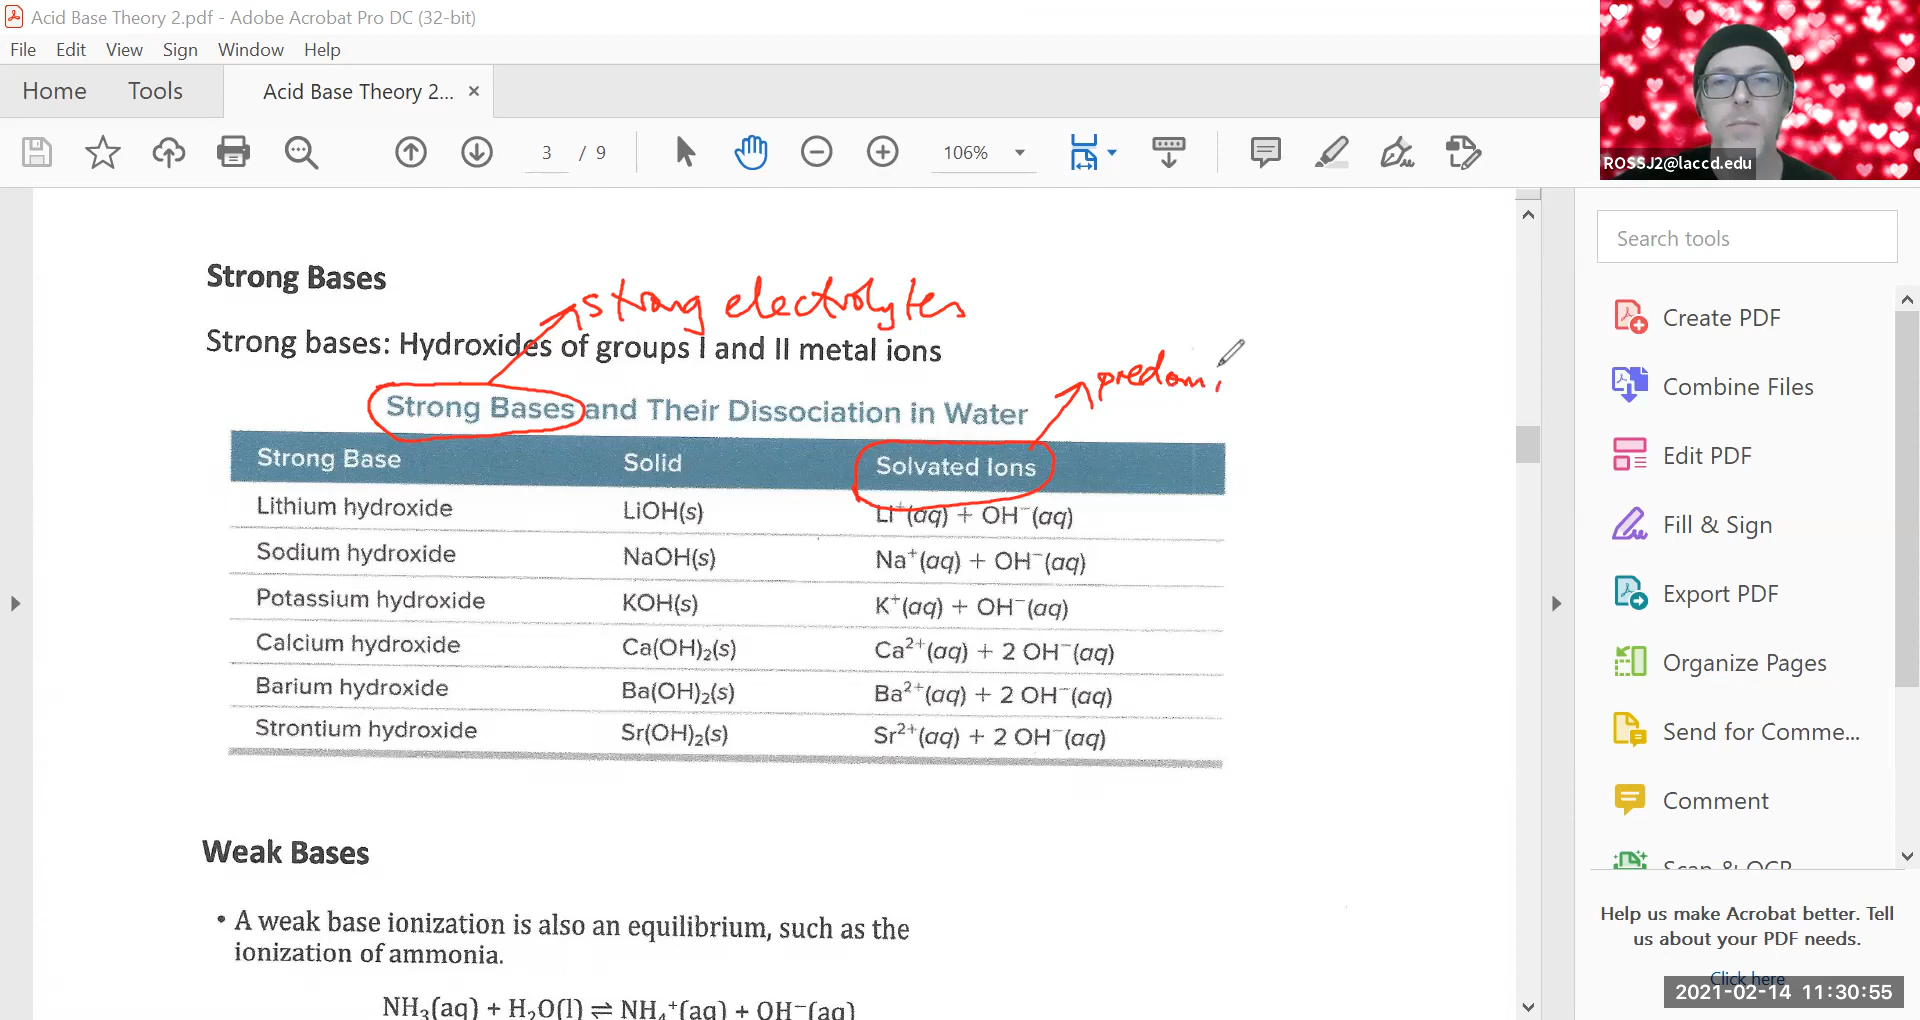 Acid Base Theory 2.pdf - Adobe Acrobat Pro DC (32-bit)
File Edit View Sign Window Help
Home Tools Acid Base Theory 2... ×
3 / 9 106%
ROSSJ2@laccd.edu
Strong Bases
strong electrolytes
Strong bases: Hydroxides of groups I and II metal ions
predomi
Strong Bases and Their Dissociation in Water
Strong Base Solid Solvated Ions
Lithium hydroxide LiOH(s) Li⁺(aq) + OH⁻(aq)
Sodium hydroxide NaOH(s) Na⁺(aq) + OH⁻(aq)
Potassium hydroxide KOH(s) K⁺(aq) + OH⁻(aq)
Calcium hydroxide Ca(OH)₂(s) Ca²⁺(aq) + 2 OH⁻(aq)
Barium hydroxide Ba(OH)₂(s) Ba²⁺(aq) + 2 OH⁻(aq)
Strontium hydroxide Sr(OH)₂(s) Sr²⁺(aq) + 2 OH⁻(aq)
Weak Bases
• A weak base ionization is also an equilibrium, such as the
ionization of ammonia.
NH₃(aq) + H₂O(l) ⇌ NH₄⁺(aq) + OH⁻(aq)
Search tools
Create PDF
Combine Files
Edit PDF
Fill & Sign
Export PDF
Organize Pages
Send for Comme...
Comment
Scan & OCR
Help us make Acrobat better. Tell
us about your PDF needs.
Click here
2021-02-14 11:30:55